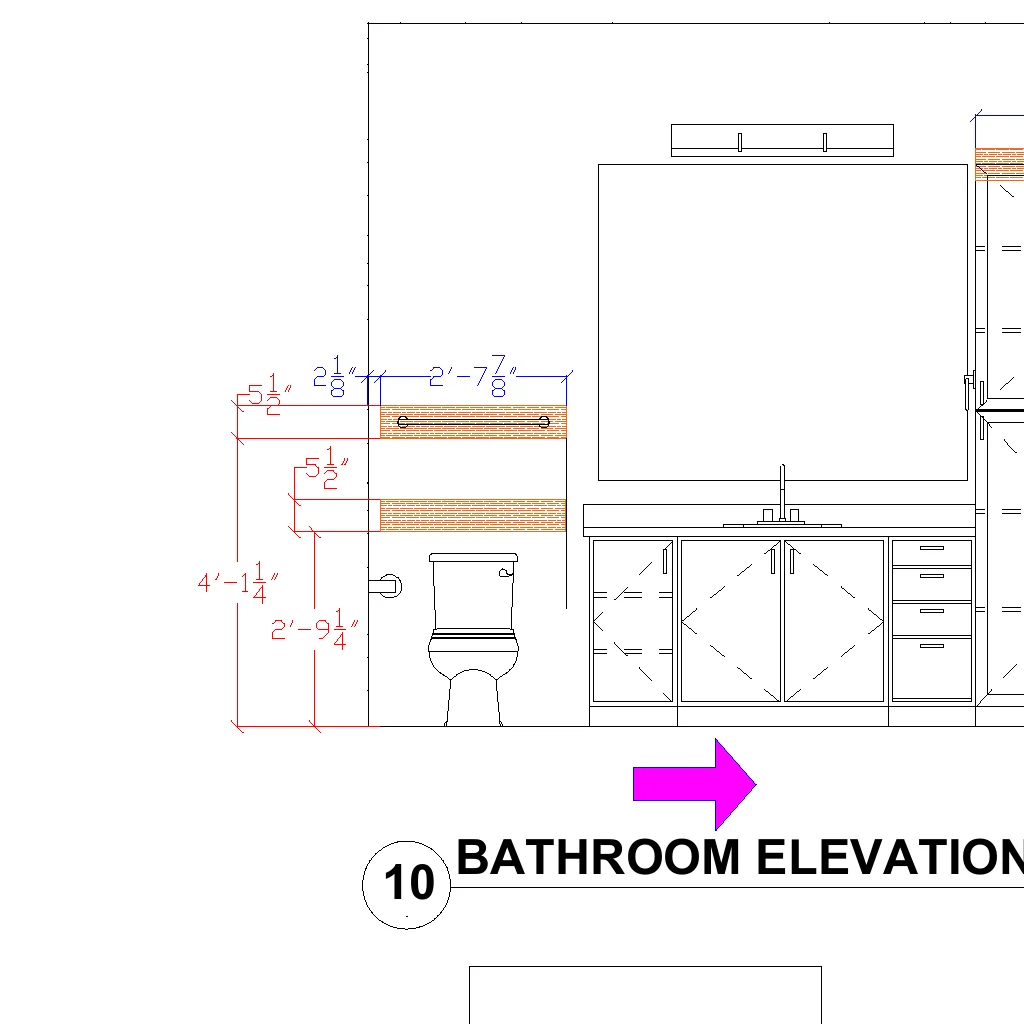 2 1/8" 2'-7 7/8"
5 1/2"
5 1/2"
4'-1 1/4"
2'-9 1/4"
10 BATHROOM ELEVATION